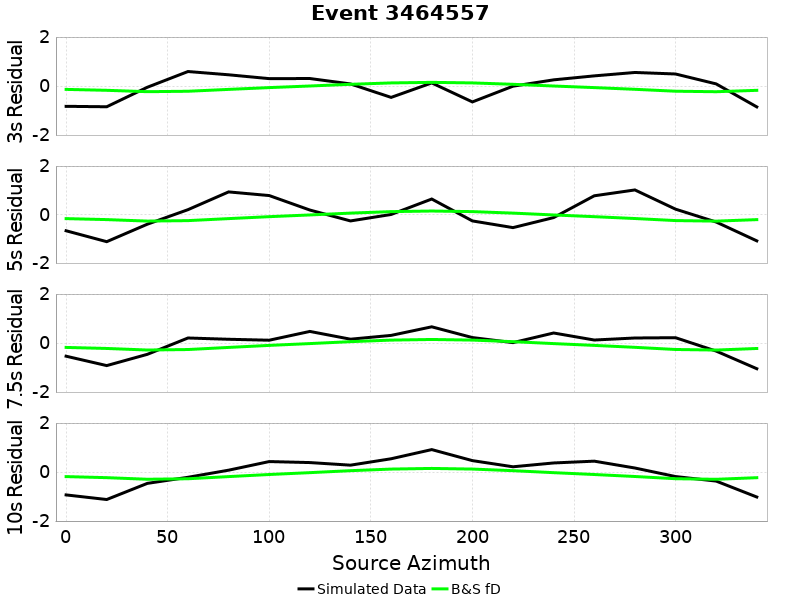 Event 3464557
3s Residual
2
0
-2
5s Residual
2
0
-2
7.5s Residual
2
0
-2
10s Residual
2
0
-2
0 50 100 150 200 250 300
Source Azimuth
Simulated Data B&S fD